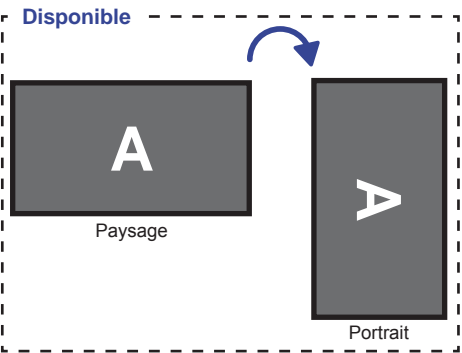 Disponible
A
Paysage
A
Portrait